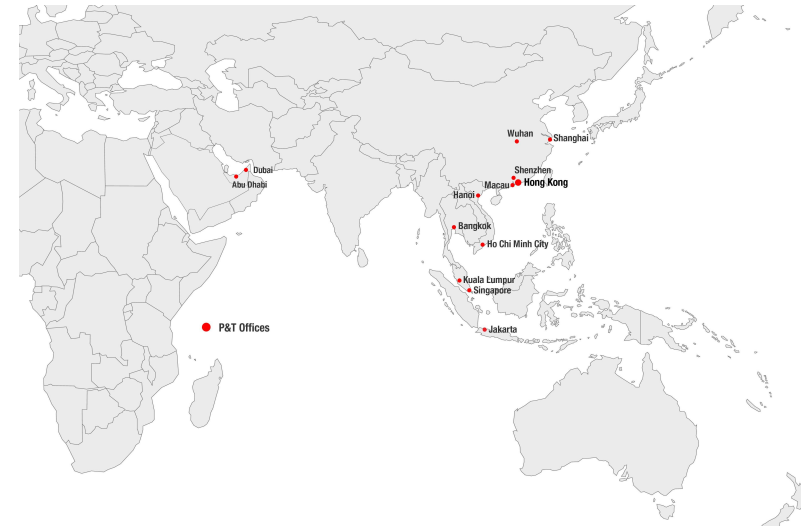 Wuhan
Shanghai
Dubai
Abu Dhabi
Shenzhen
Hong Kong
Macau
Hanoi
Bangkok
Ho Chi Minh City
Kuala Lumpur
Singapore
P&T Offices
Jakarta